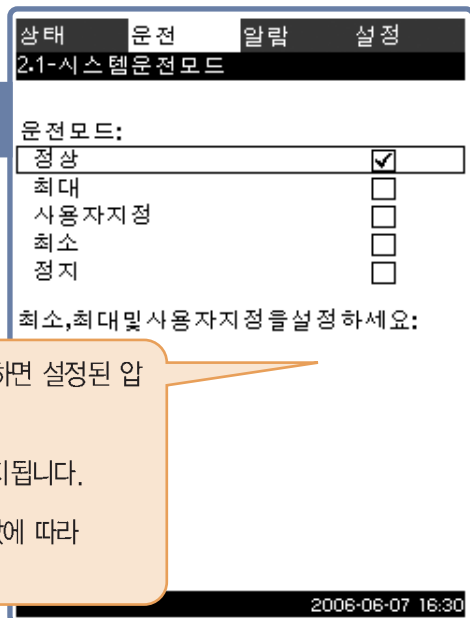 상태 운전 알람 설정
2.1-시스템운전모드
운전모드:
정상
최대
사용자지정
최소
정지
최소,최대및사용자지정을설정하세요:
하면 설정된 압
지됩니다.
값에 따라
2006-06-07 16:30